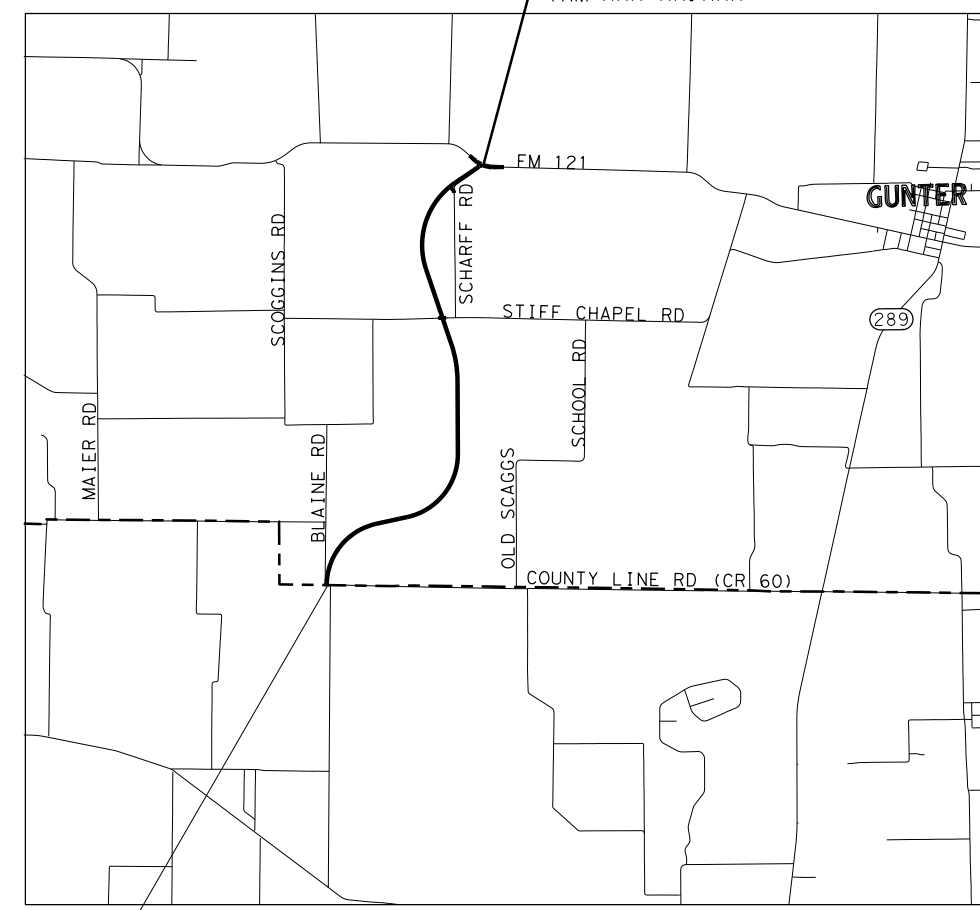 FM 121
GUNTER
SCOGGINS RD
SCHARFF RD
STIFF CHAPEL RD
289
SCHOOL RD
MAIER RD
BLAINE RD
OLD SCAGGS
COUNTY LINE RD (CR 60)